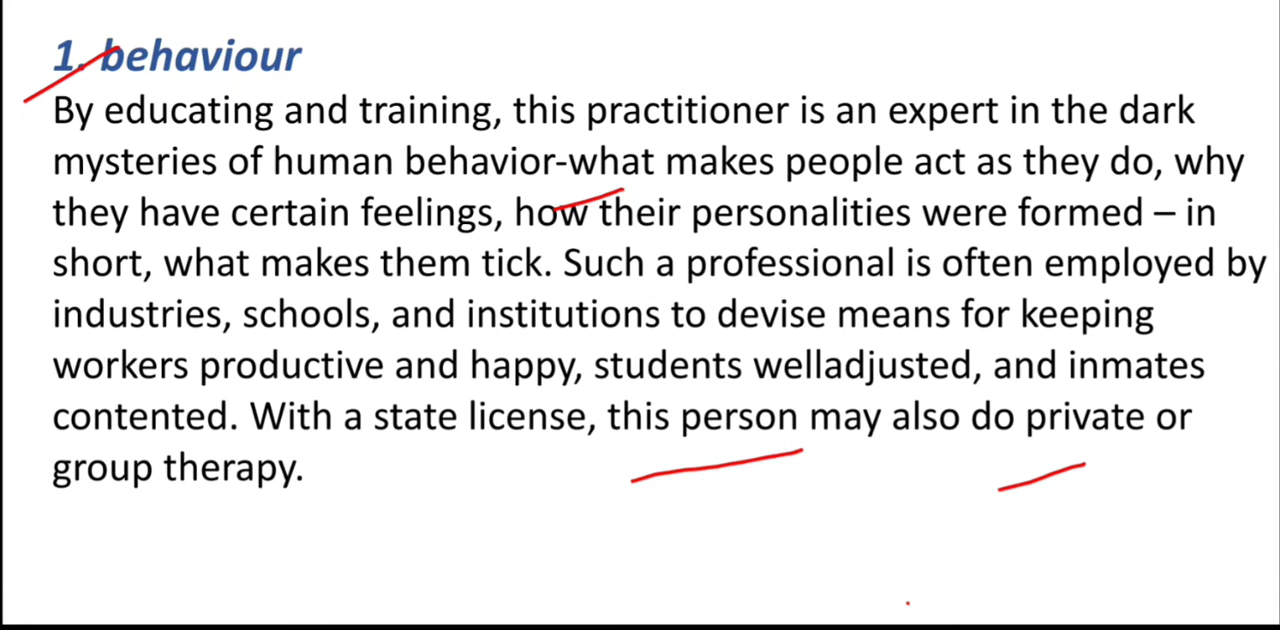 1. behaviour
By educating and training, this practitioner is an expert in the dark
mysteries of human behavior-what makes people act as they do, why
they have certain feelings, how their personalities were formed – in
short, what makes them tick. Such a professional is often employed by
industries, schools, and institutions to devise means for keeping
workers productive and happy, students welladjusted, and inmates
contented. With a state license, this person may also do private or
group therapy.